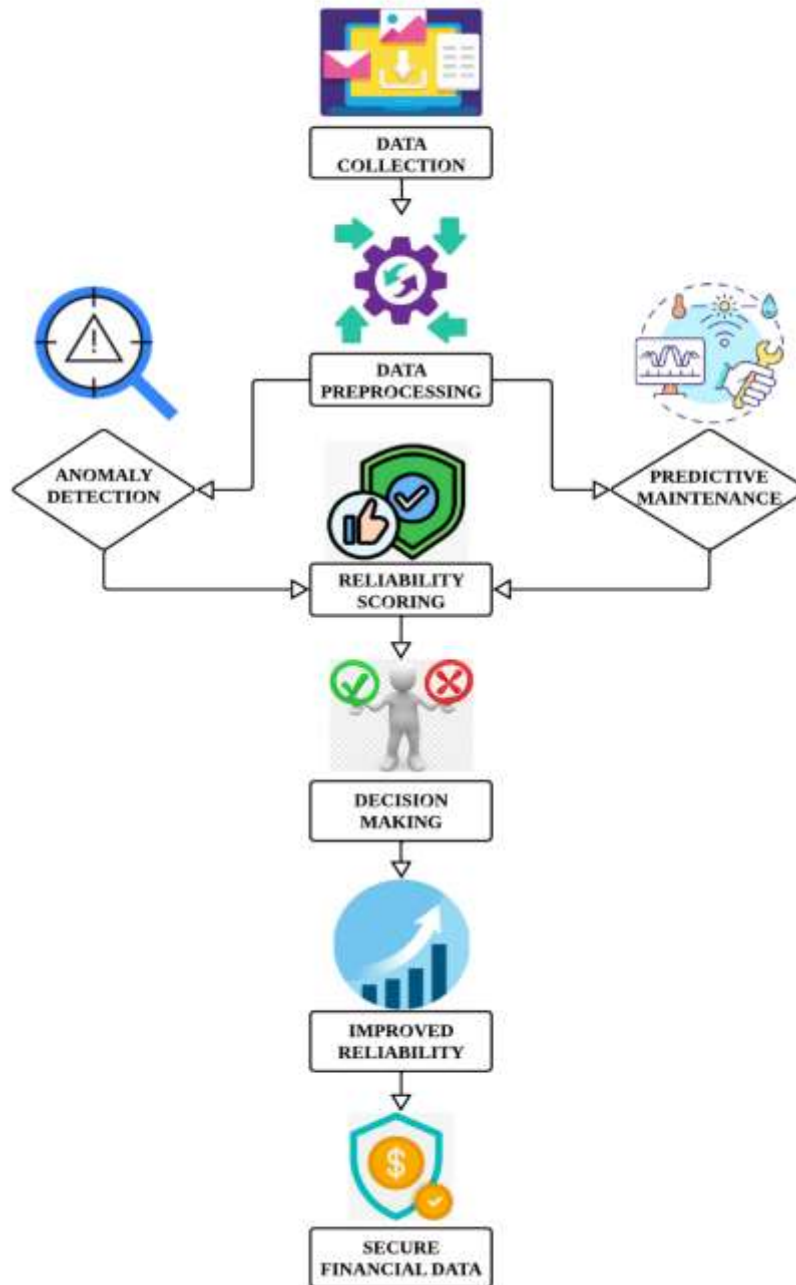 DATA
COLLECTION
DATA
PREPROCESSING
ANOMALY
DETECTION
PREDICTIVE
MAINTENANCE
RELIABILITY
SCORING
DECISION
MAKING
IMPROVED
RELIABILITY
$
SECURE
FINANCIAL DATA